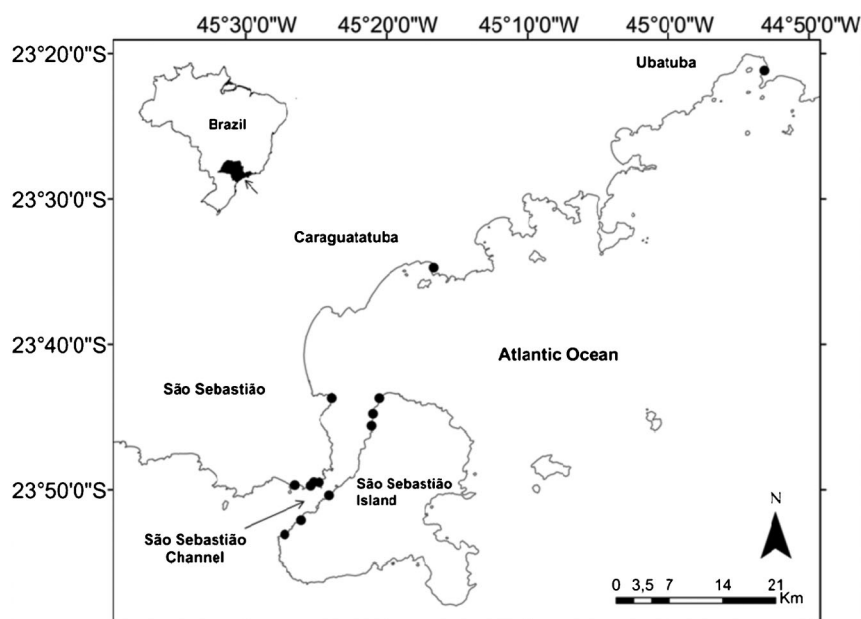 45°30'0"W 45°20'0"W 45°10'0"W 45°0'0"W 44°50'0"W
23°20'0"S
Ubatuba
Brazil
23°30'0"S
Caraguatatuba
23°40'0"S
Atlantic Ocean
São Sebastião
São Sebastião
Island
23°50'0"S
São Sebastião
Channel
N
0 3,5 7 14 21
Km